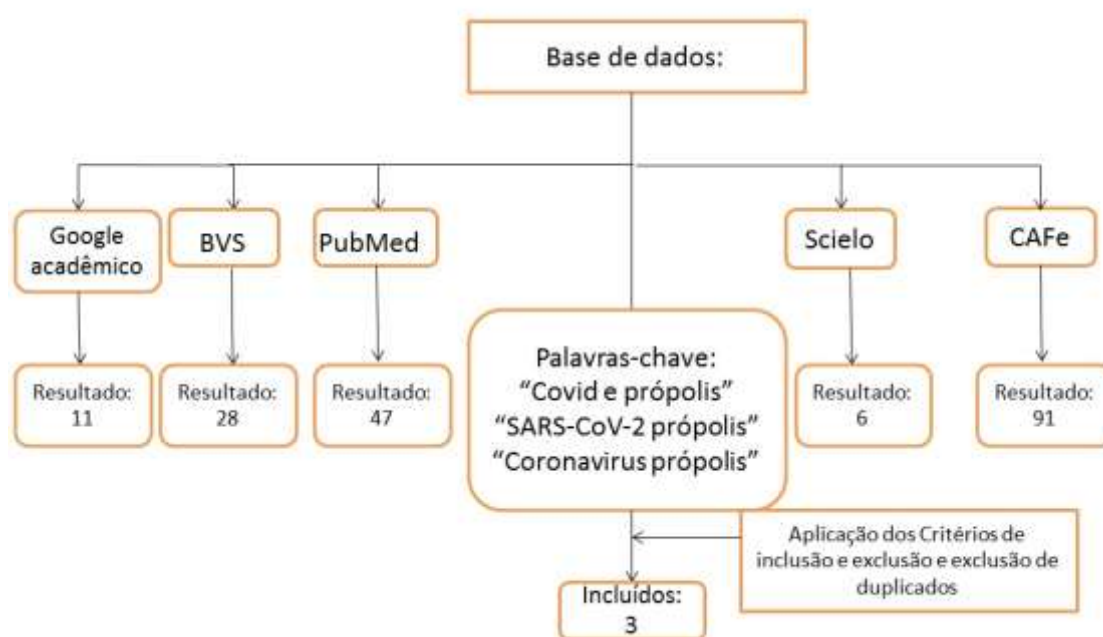 Base de dados:
Google
acadêmico
BVS
PubMed
Scielo
CAFe
Resultado:
11
Resultado:
28
Resultado:
47
Palavras-chave:
“Covid e própolis”
“SARS-CoV-2 própolis”
“Coronavirus própolis”
Resultado:
6
Resultado:
91
Aplicação dos Critérios de
inclusão e exclusão e exclusão de
duplicados
Incluídos:
3